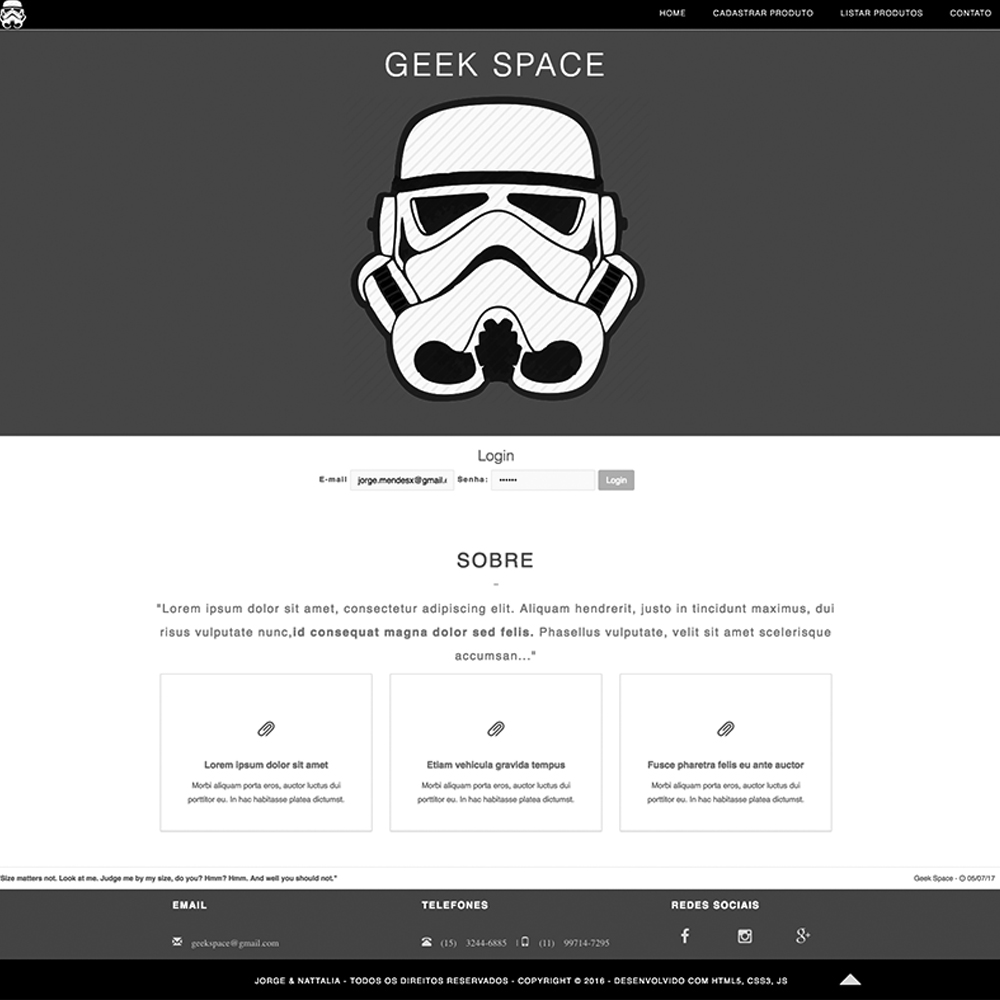 HOME CADASTRAR PRODUTO LISTAR PRODUTOS CONTATO
GEEK SPACE
Login
E-mail jorge.mendesx@gmail.c Senha: •••••• Login
SOBRE
–
"Lorem ipsum dolor sit amet, consectetur adipiscing elit. Aliquam hendrerit, justo in tincidunt maximus, dui
risus vulputate nunc,id consequat magna dolor sed felis. Phasellus vulputate, velit sit amet scelerisque
accumsan..."
Lorem ipsum dolor sit amet
Morbi aliquam porta eros, auctor luctus dui
porttitor eu. In hac habitasse platea dictumst.
Etiam vehicula gravida tempus
Morbi aliquam porta eros, auctor luctus dui
porttitor eu. In hac habitasse platea dictumst.
Fusce pharetra felis eu ante auctor
Morbi aliquam porta eros, auctor luctus dui
porttitor eu. In hac habitasse platea dictumst.
Size matters not. Look at me. Judge me by my size, do you? Hmm? Hmm. And well you should not."
Geek Space - 05/07/17
EMAIL
geekspace@gmail.com
TELEFONES
(15) 3244-6885 | (11) 99714-7295
REDES SOCIAIS
JORGE & NATTALIA - TODOS OS DIREITOS RESERVADOS - COPYRIGHT © 2016 - DESENVOLVIDO COM HTML5, CSS3, JS